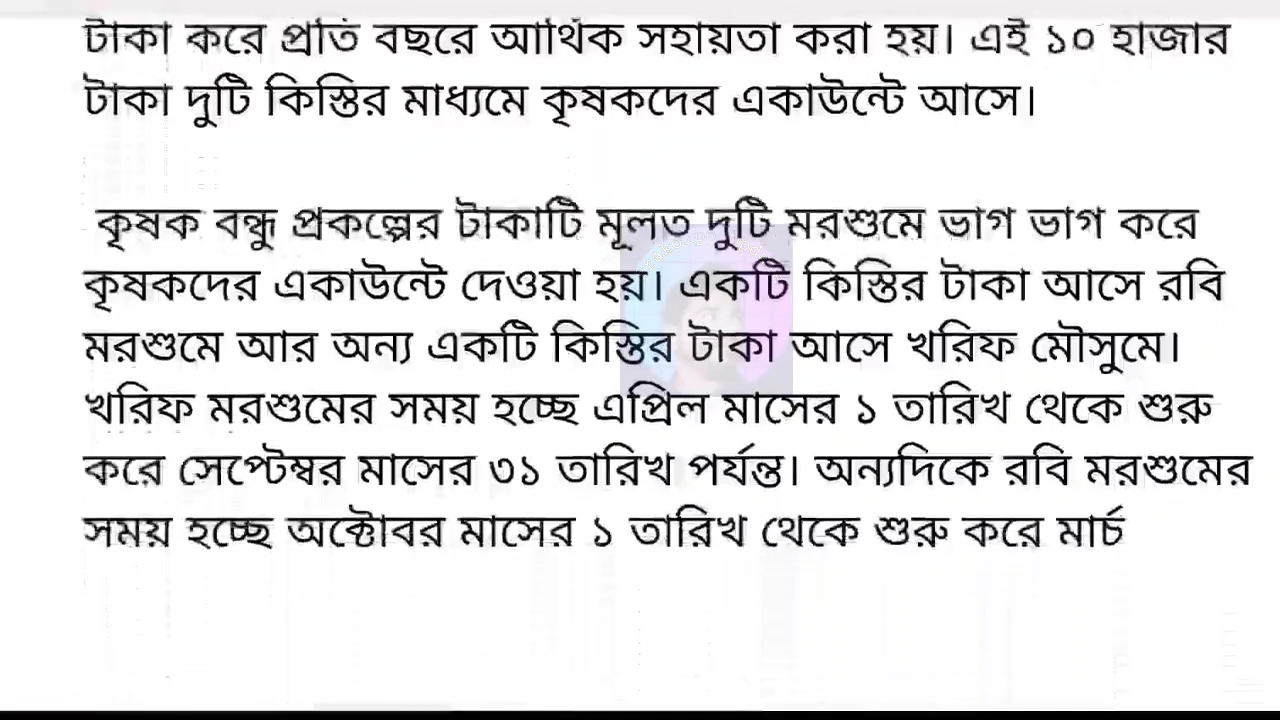 টাকা করে প্রতি বছরে আর্থিক সহায়তা করা হয়। এই ১০ হাজার
টাকা দুটি কিস্তির মাধ্যমে কৃষকদের একাউন্টে আসে।
কৃষক বন্ধু প্রকল্পের টাকাটি মূলত দুটি মরশুমে ভাগ ভাগ করে
কৃষকদের একাউন্টে দেওয়া হয়। একটি কিস্তির টাকা আসে রবি
মরশুমে আর অন্য একটি কিস্তির টাকা আসে খরিফ মৌসুমে।
খরিফ মরশুমের সময় হচ্ছে এপ্রিল মাসের ১ তারিখ থেকে শুরু
করে সেপ্টেম্বর মাসের ৩১ তারিখ পর্যন্ত। অন্যদিকে রবি মরশুমের
সময় হচ্ছে অক্টোবর মাসের ১ তারিখ থেকে শুরু করে মার্চ